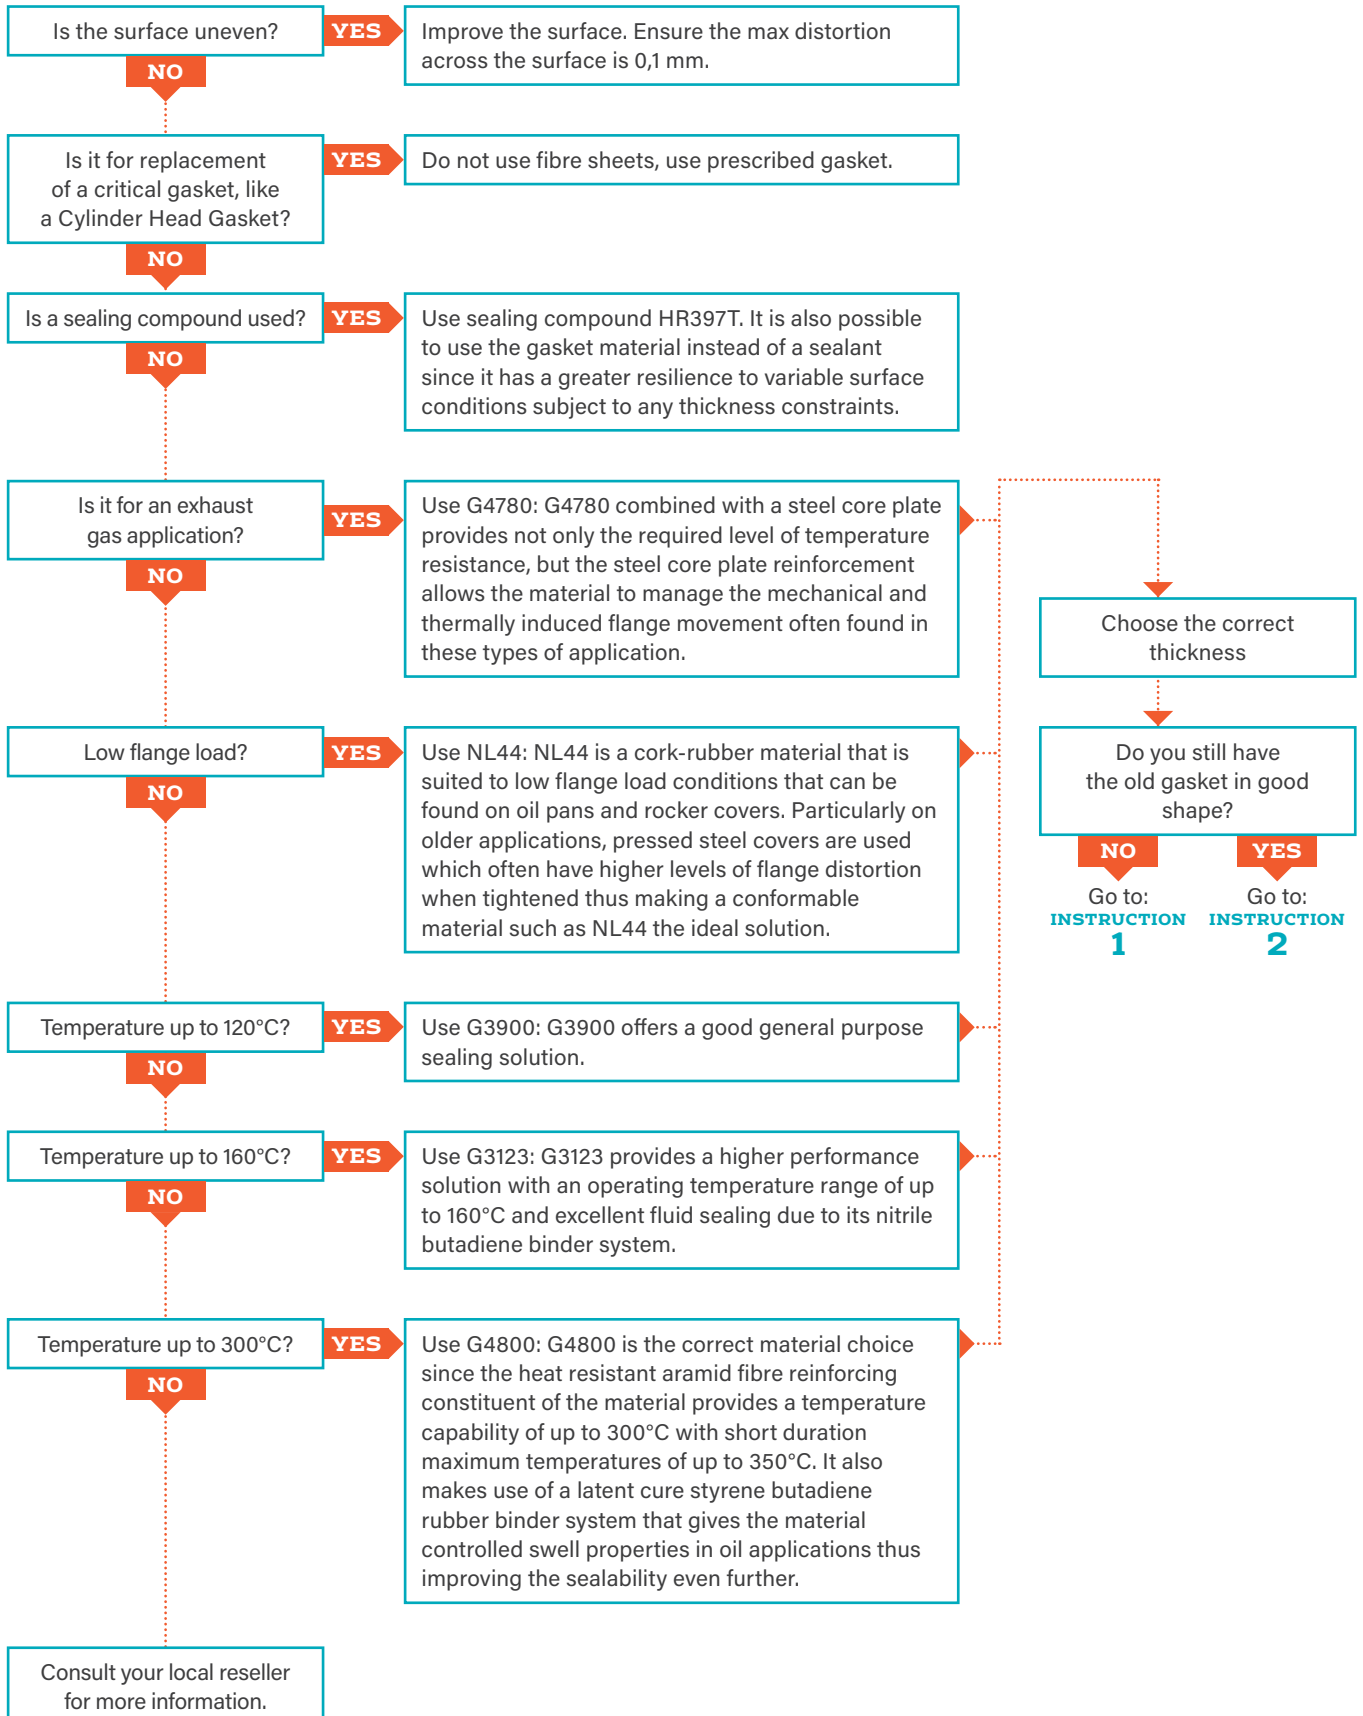 Is the surface uneven?
YES
Improve the surface. Ensure the max distortion
across the surface is 0,1 mm.
NO
Is it for replacement
of a critical gasket, like
a Cylinder Head Gasket?
YES
Do not use fibre sheets, use prescribed gasket.
NO
Is a sealing compound used?
YES
Use sealing compound HR397T. It is also possible
to use the gasket material instead of a sealant
since it has a greater resilience to variable surface
conditions subject to any thickness constraints.
NO
Is it for an exhaust
gas application?
YES
Use G4780: G4780 combined with a steel core plate
provides not only the required level of temperature
resistance, but the steel core plate reinforcement
allows the material to manage the mechanical and
thermally induced flange movement often found in
these types of application.
NO
Low flange load?
YES
Use NL44: NL44 is a cork-rubber material that is
suited to low flange load conditions that can be
found on oil pans and rocker covers. Particularly on
older applications, pressed steel covers are used
which often have higher levels of flange distortion
when tightened thus making a conformable
material such as NL44 the ideal solution.
NO
Temperature up to 120°C?
YES
Use G3900: G3900 offers a good general purpose
sealing solution.
NO
Temperature up to 160°C?
YES
Use G3123: G3123 provides a higher performance
solution with an operating temperature range of up
to 160°C and excellent fluid sealing due to its nitrile
butadiene binder system.
NO
Temperature up to 300°C?
YES
Use G4800: G4800 is the correct material choice
since the heat resistant aramid fibre reinforcing
constituent of the material provides a temperature
capability of up to 300°C with short duration
maximum temperatures of up to 350°C. It also
makes use of a latent cure styrene butadiene
rubber binder system that gives the material
controlled swell properties in oil applications thus
improving the sealability even further.
NO
Consult your local reseller
for more information.
Choose the correct
thickness
Do you still have
the old gasket in good
shape?
NO
Go to:
INSTRUCTION
1
YES
Go to:
INSTRUCTION
2